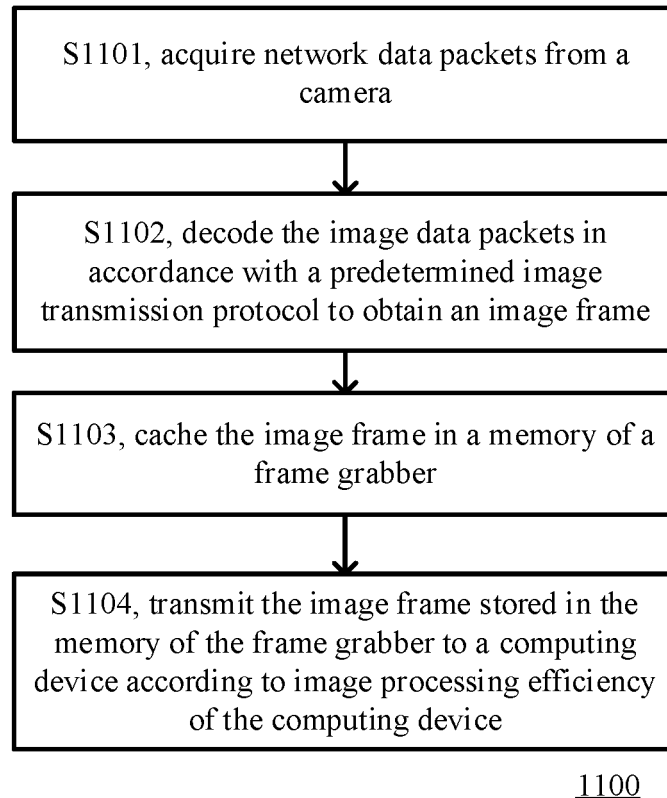 S1101, acquire network data packets from a
camera
S1102, decode the image data packets in
accordance with a predetermined image
transmission protocol to obtain an image frame
S1103, cache the image frame in a memory of a
frame grabber
S1104, transmit the image frame stored in the
memory of the frame grabber to a computing
device according to image processing efficiency
of the computing device
1100